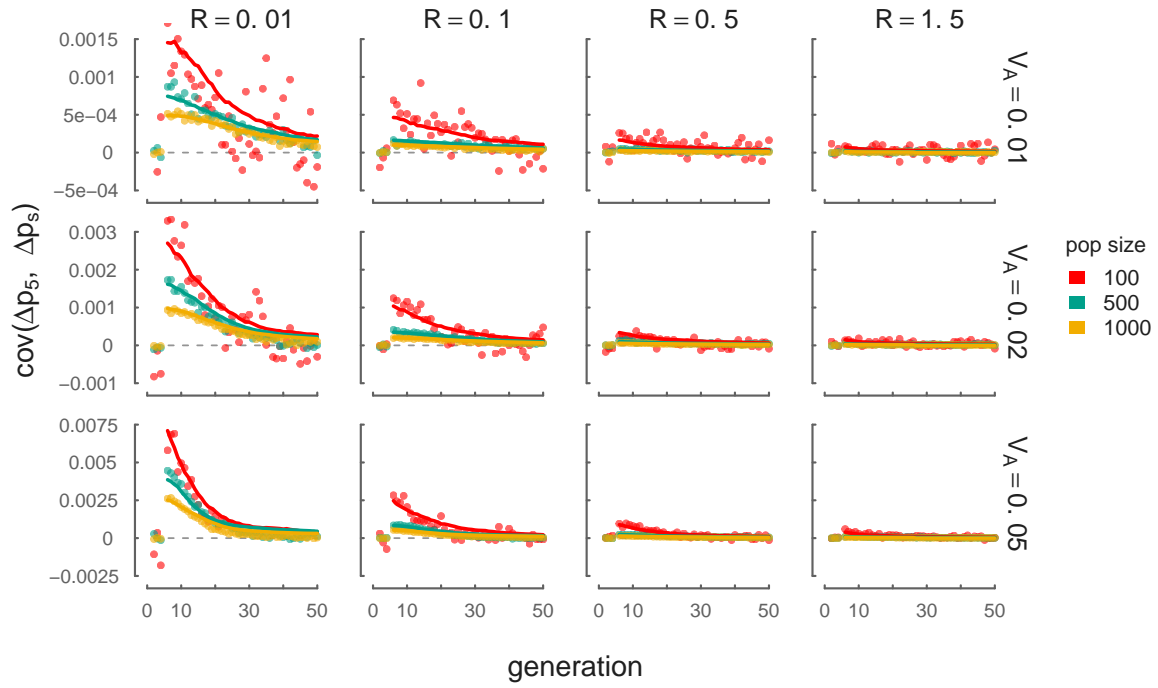 R = 0.01 R = 0.1 R = 0.5 R = 1.5
0.0015
0.001
5e−04
0
−5e−04
V_A = 0.01
0.003
0.002
0.001
0
−0.001
V_A = 0.02
0.0075
0.005
0.0025
0
−0.0025
V_A = 0.05
cov(Δp₅, Δpₛ)
pop size
100
500
1000
0 10 30 50 0 10 30 50 0 10 30 50 0 10 30 50
generation